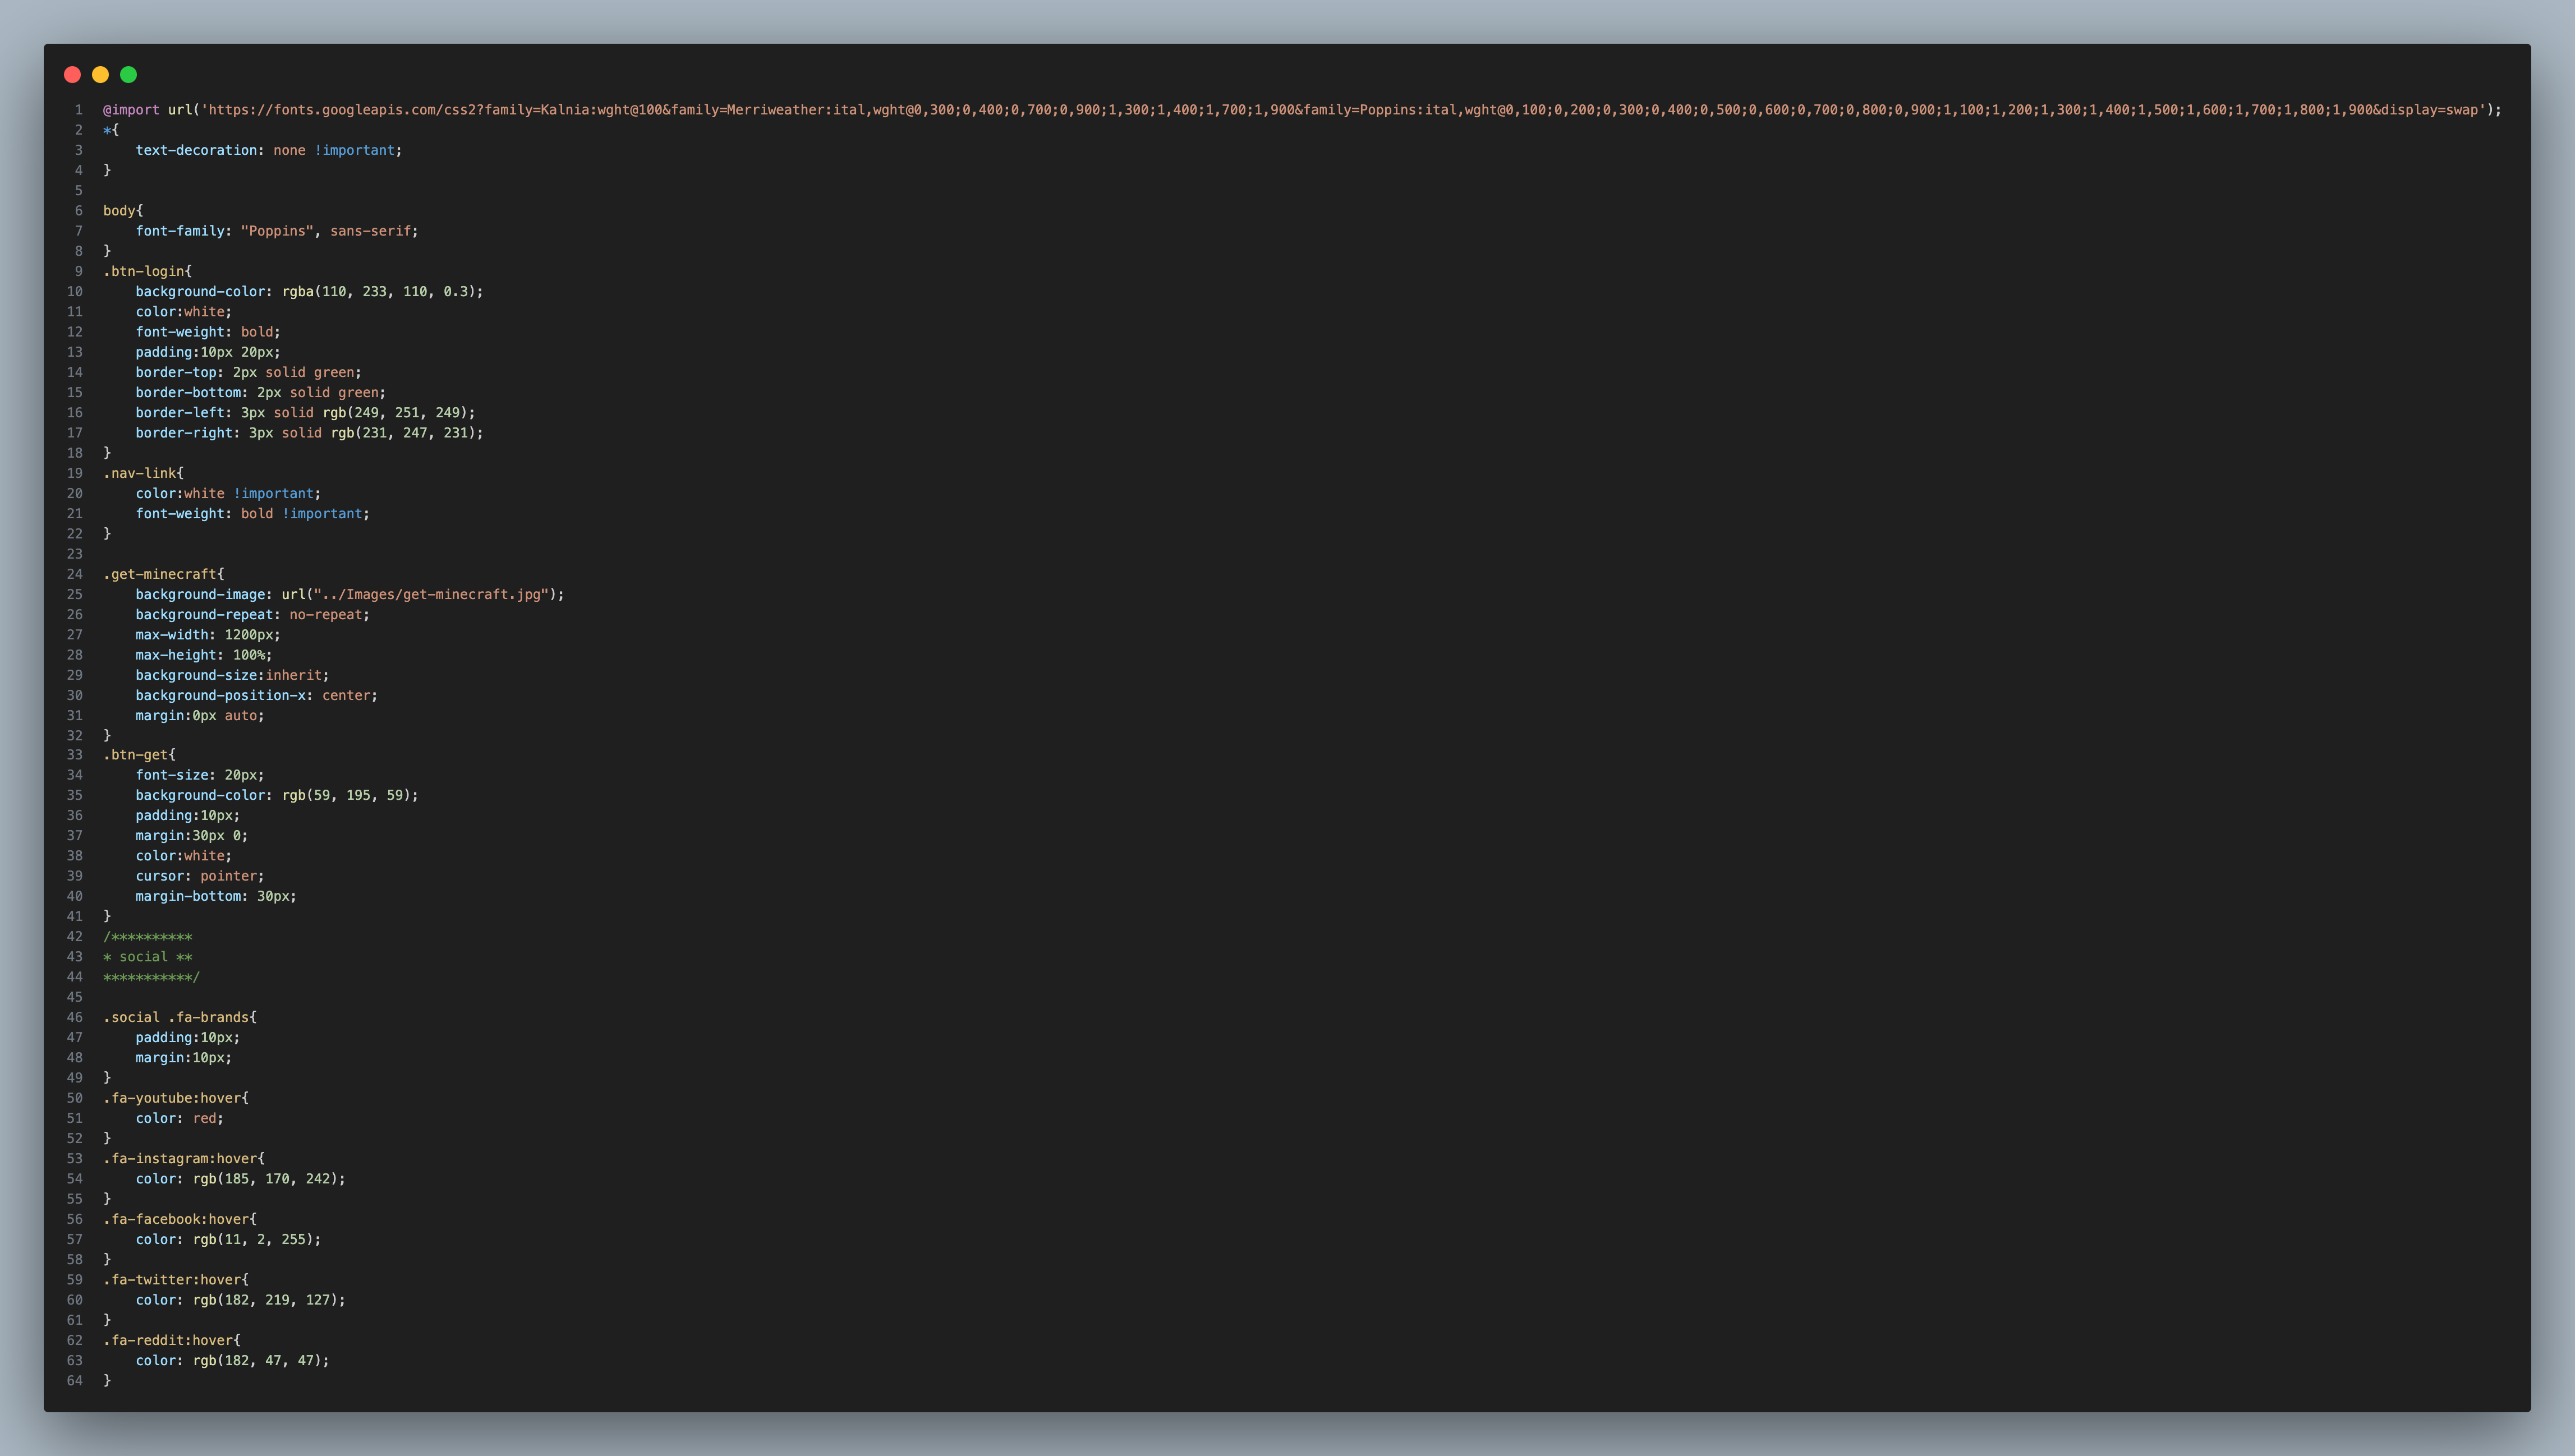 1 @import url('https://fonts.googleapis.com/css2?family=Kalnia:wght@100&family=Merriweather:ital,wght@0,300;0,400;0,700;0,900;1,300;1,400;1,700;1,900&family=Poppins:ital,wght@0,100;0,200;0,300;0,400;0,500;0,600;0,700;0,800;0,900;1,100;1,200;1,300;1,400;1,500;1,600;1,700;1,800;1,900&display=swap');
2 *{
3     text-decoration: none !important;
4 }
5
6 body{
7     font-family: "Poppins", sans-serif;
8 }
9 .btn-login{
10     background-color: rgba(110, 233, 110, 0.3);
11     color:white;
12     font-weight: bold;
13     padding:10px 20px;
14     border-top: 2px solid green;
15     border-bottom: 2px solid green;
16     border-left: 3px solid rgb(249, 251, 249);
17     border-right: 3px solid rgb(231, 247, 231);
18 }
19 .nav-link{
20     color:white !important;
21     font-weight: bold !important;
22 }
23
24 .get-minecraft{
25     background-image: url("../Images/get-minecraft.jpg");
26     background-repeat: no-repeat;
27     max-width: 1200px;
28     max-height: 100%;
29     background-size:inherit;
30     background-position-x: center;
31     margin:0px auto;
32 }
33 .btn-get{
34     font-size: 20px;
35     background-color: rgb(59, 195, 59);
36     padding:10px;
37     margin:30px 0;
38     color:white;
39     cursor: pointer;
40     margin-bottom: 30px;
41 }
42 /**********
43 * social **
44 ***********/
45
46 .social .fa-brands{
47     padding:10px;
48     margin:10px;
49 }
50 .fa-youtube:hover{
51     color: red;
52 }
53 .fa-instagram:hover{
54     color: rgb(185, 170, 242);
55 }
56 .fa-facebook:hover{
57     color: rgb(11, 2, 255);
58 }
59 .fa-twitter:hover{
60     color: rgb(182, 219, 127);
61 }
62 .fa-reddit:hover{
63     color: rgb(182, 47, 47);
64 }